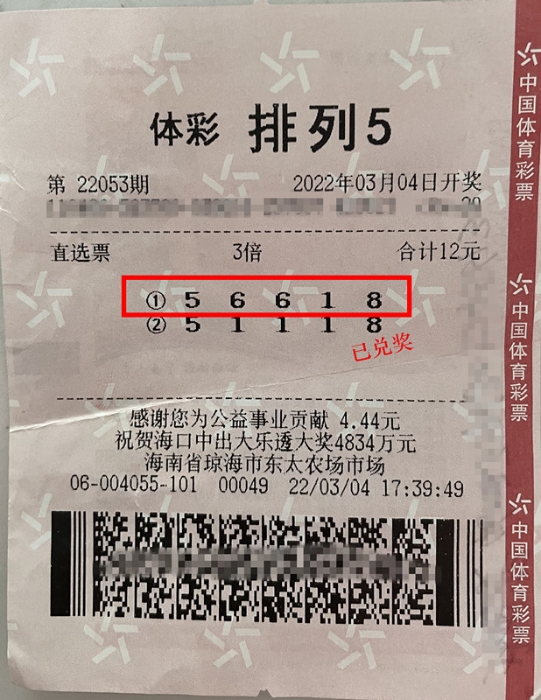 体彩 排列5
第 22053期 2022年03月04日开奖
直选票 3倍 合计12元
① 5 6 6 1 8
② 5 1 1 1 8
已兑奖
感谢您为公益事业贡献 4.44元
祝贺海口中出大乐透大奖4834万元
海南省琼海市东太农场市场
06-004055-101 00049 22/03/04 17:39:49
中国体育彩票
中国体育彩票
中国体育彩票